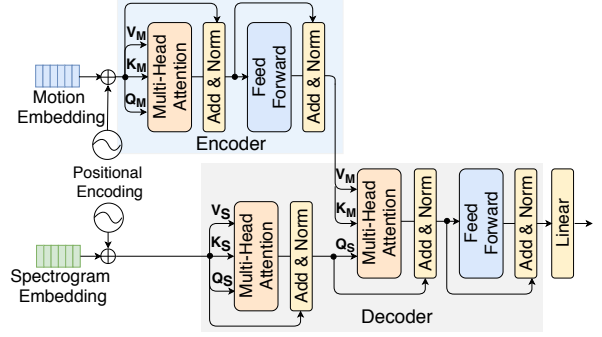 V_M
K_M
Q_M
Multi-Head
Attention
Add & Norm
Feed
Forward
Add & Norm
Motion
Embedding
Encoder
Positional
Encoding
V_M
K_M
Q_S
Multi-Head
Attention
Add & Norm
Feed
Forward
Add & Norm
Linear
V_S
K_S
Q_S
Multi-Head
Attention
Add & Norm
Spectrogram
Embedding
Decoder